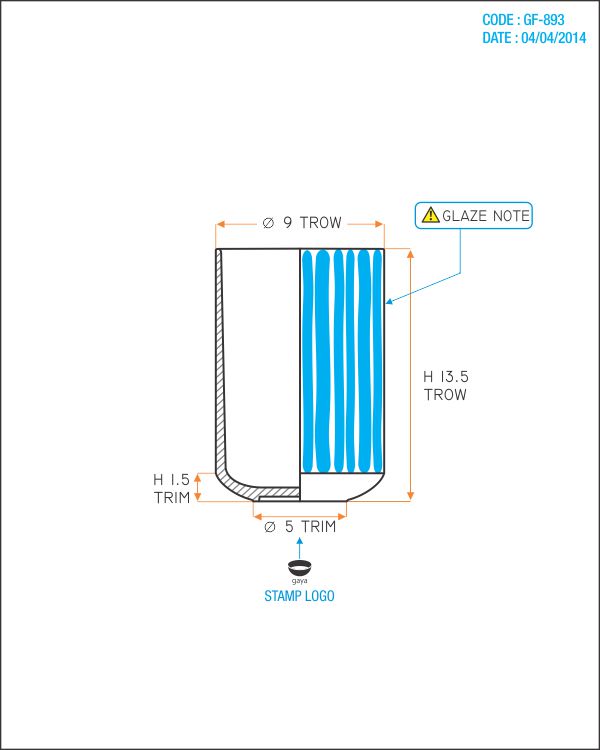 CODE : GF-893
DATE : 04/04/2014
⚠ GLAZE NOTE
Ø 9 TROW
H 13.5
TROW
H 1.5
TRIM
Ø 5 TRIM
gaya
STAMP LOGO